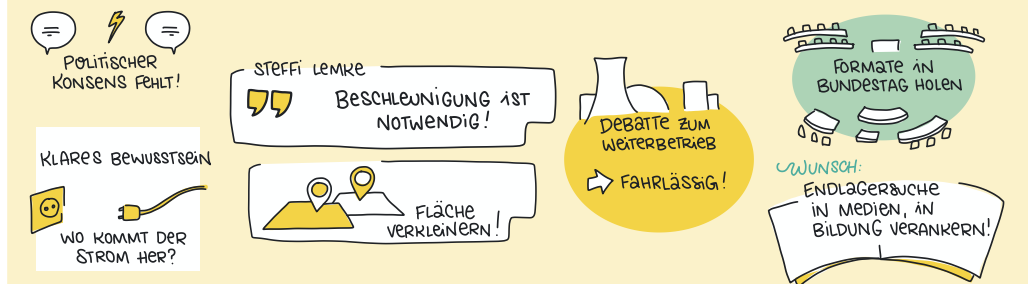 POLITISCHER
KONSENS FEHLT!
KLARES BEWUSSTSEIN
WO KOMMT DER
STROM HER?
STEFFI LEMKE
BESCHLEUNIGUNG IST
NOTWENDIG!
FLÄCHE
VERKLEINERN!
DEBATTE ZUM
WEITERBETRIEB
FAHRLÄSSIG!
FORMATE IN
BUNDESTAG HOLEN
WUNSCH:
ENDLAGERSUCHE
IN MEDIEN, IN
BILDUNG VERANKERN!